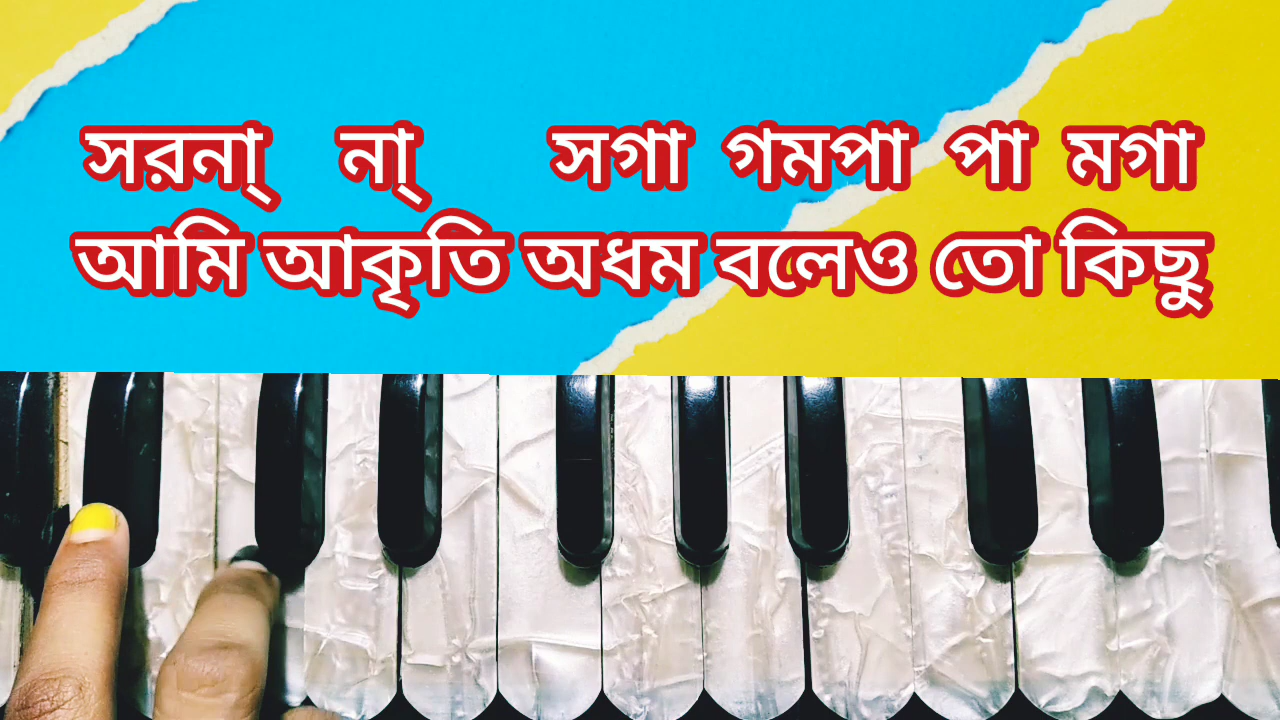 সরনা্ না্ সগা গমপা পা মগা
আমি আকৃতি অধম বলেও তো কিছু